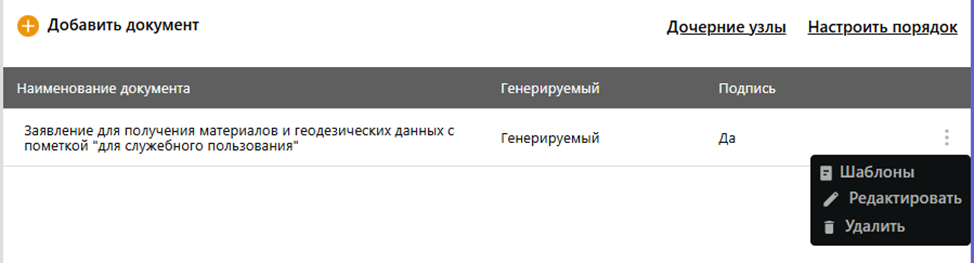 Добавить документ
Дочерние узлы Настроить порядок
Наименование документа Генерируемый Подпись
Заявление для получения материалов и геодезических данных с
пометкой "для служебного пользования"
Генерируемый Да
Шаблоны
Редактировать
Удалить